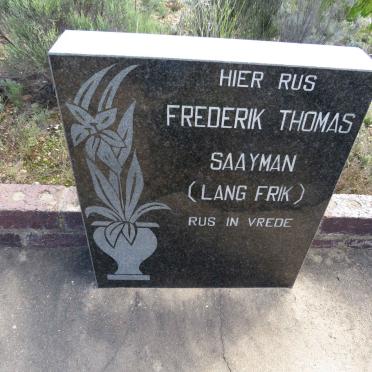 HIER RUS
FREDERIK THOMAS
SAAYMAN
(LANG FRIK)
RUS IN VREDE